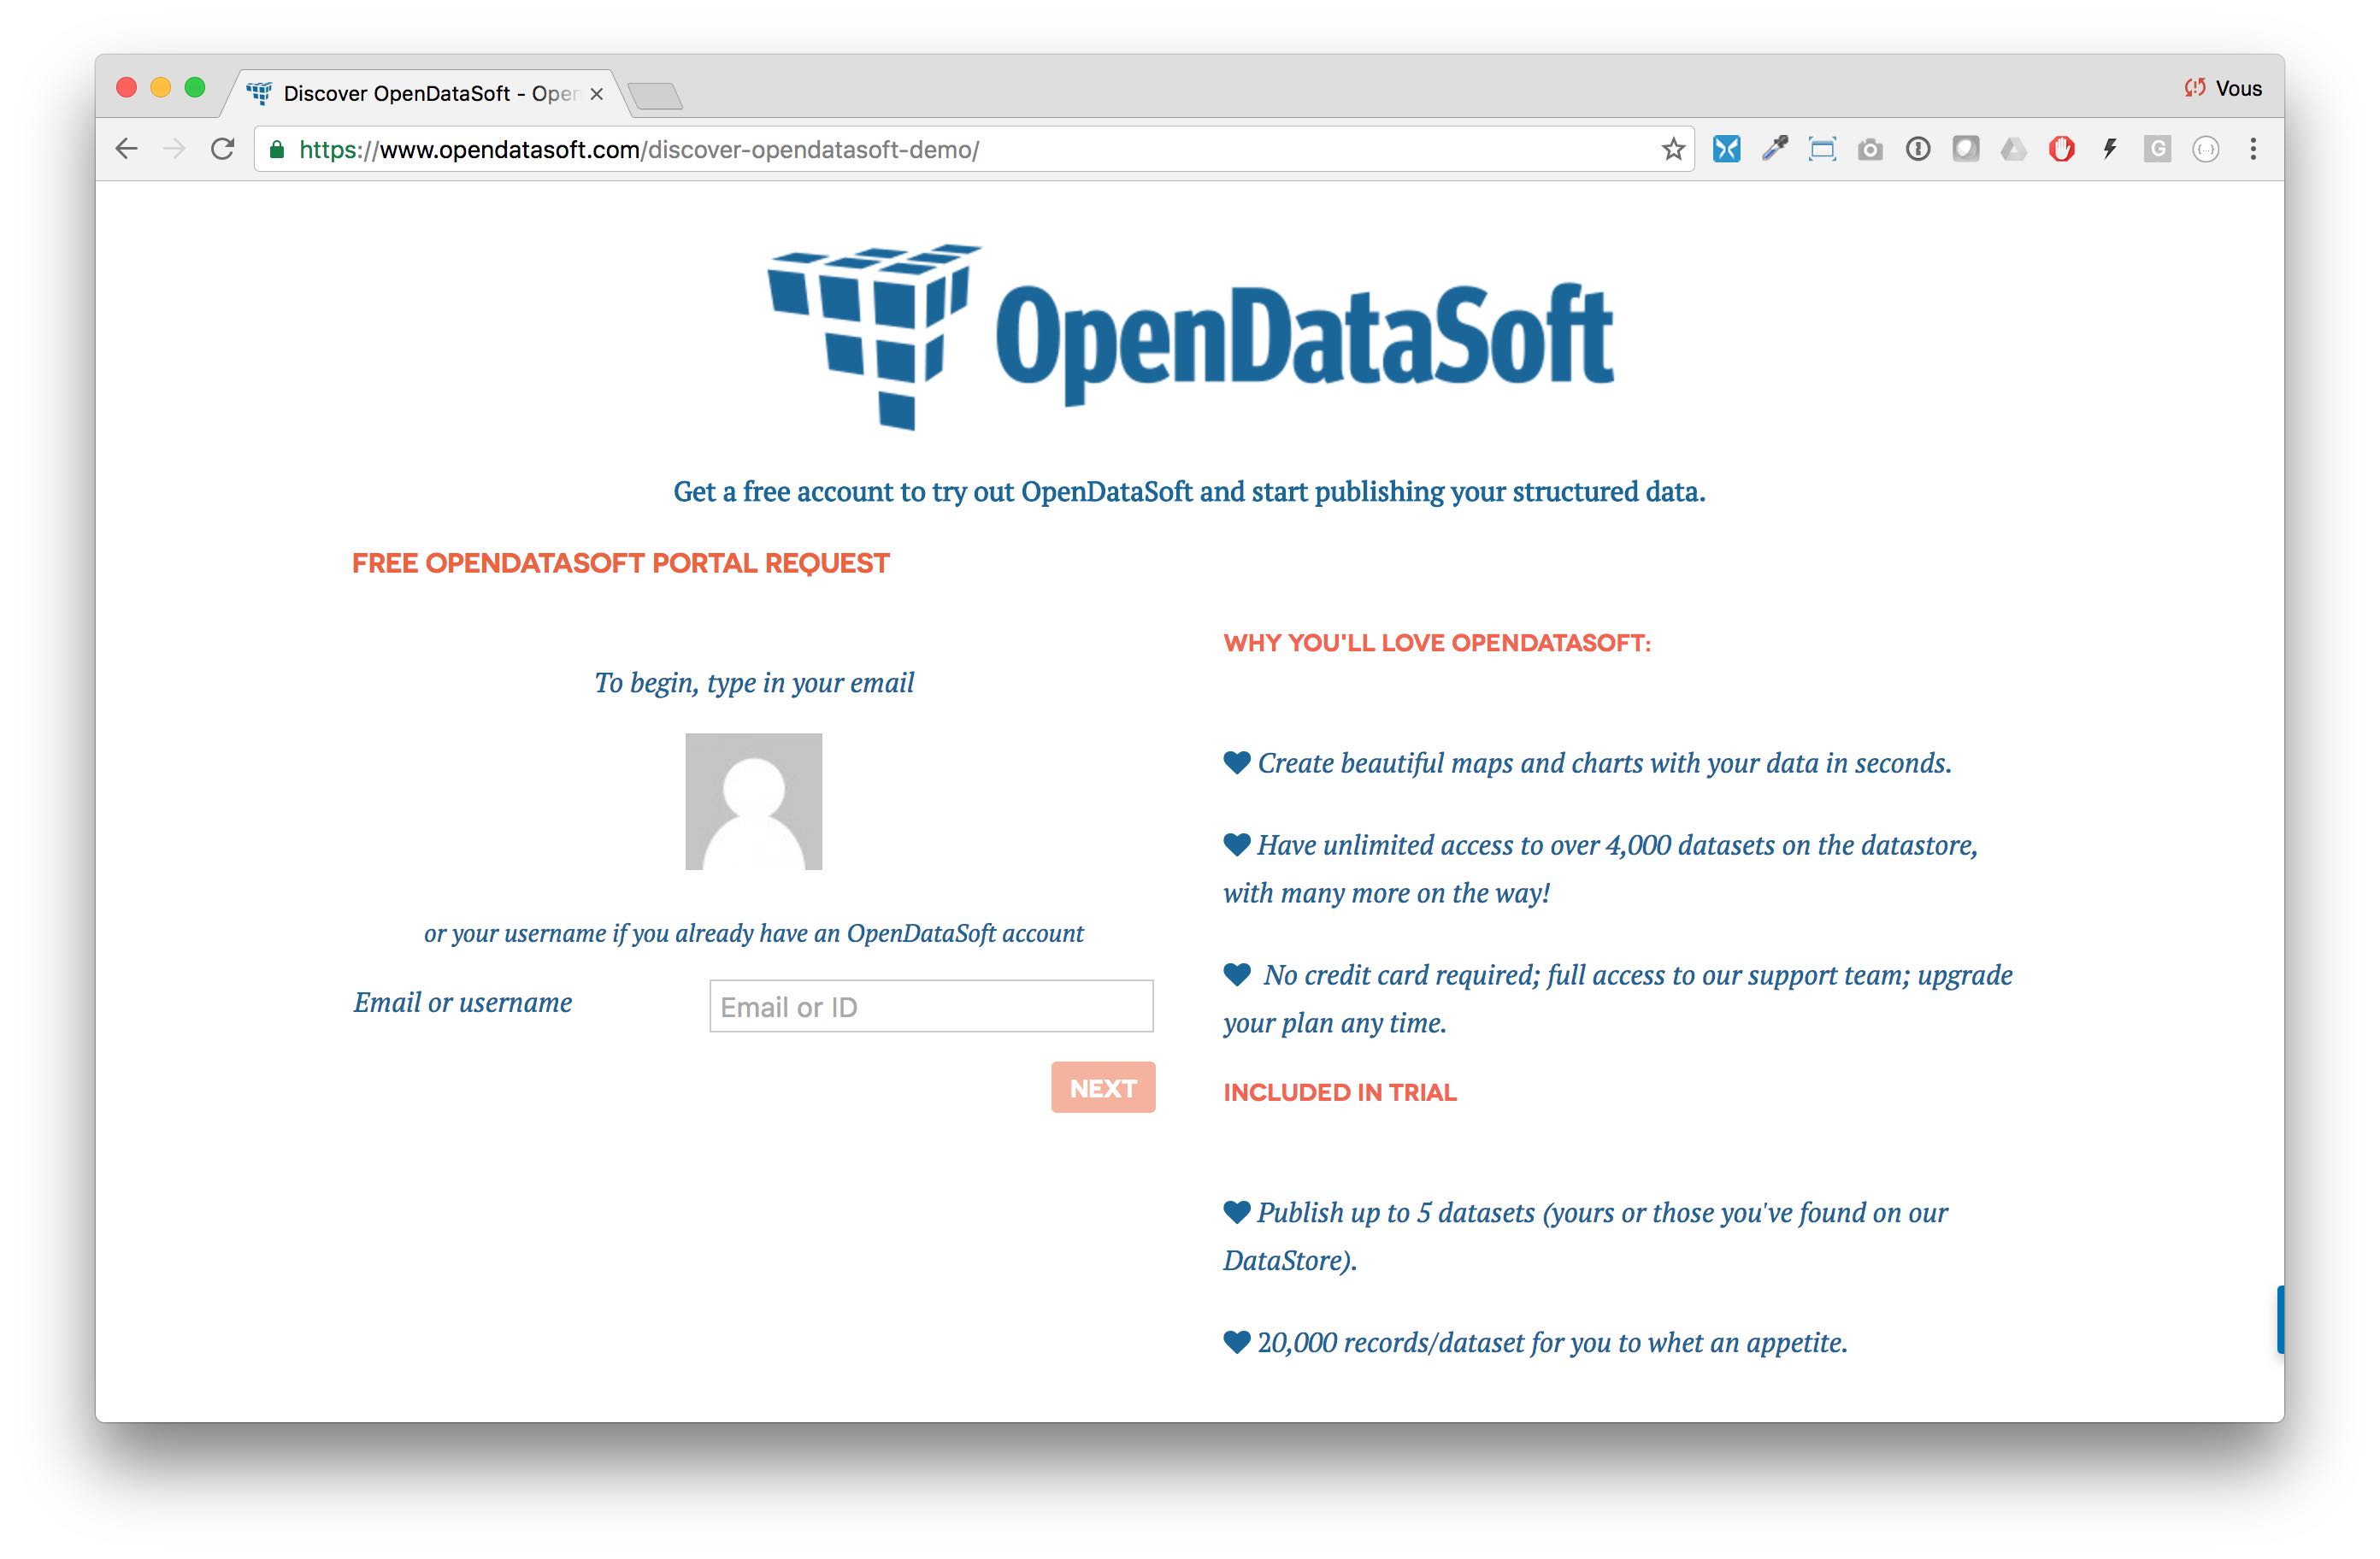 Discover OpenDataSoft - Open
Vous
https://www.opendatasoft.com/discover-opendatasoft-demo/
G
{...}
OpenDataSoft
Get a free account to try out OpenDataSoft and start publishing your structured data.
FREE OPENDATASOFT PORTAL REQUEST
To begin, type in your email
or your username if you already have an OpenDataSoft account
Email or username
Email or ID
NEXT
WHY YOU'LL LOVE OPENDATASOFT:
Create beautiful maps and charts with your data in seconds.
Have unlimited access to over 4,000 datasets on the datastore,
with many more on the way!
No credit card required; full access to our support team; upgrade
your plan any time.
INCLUDED IN TRIAL
Publish up to 5 datasets (yours or those you've found on our
DataStore).
20,000 records/dataset for you to whet an appetite.